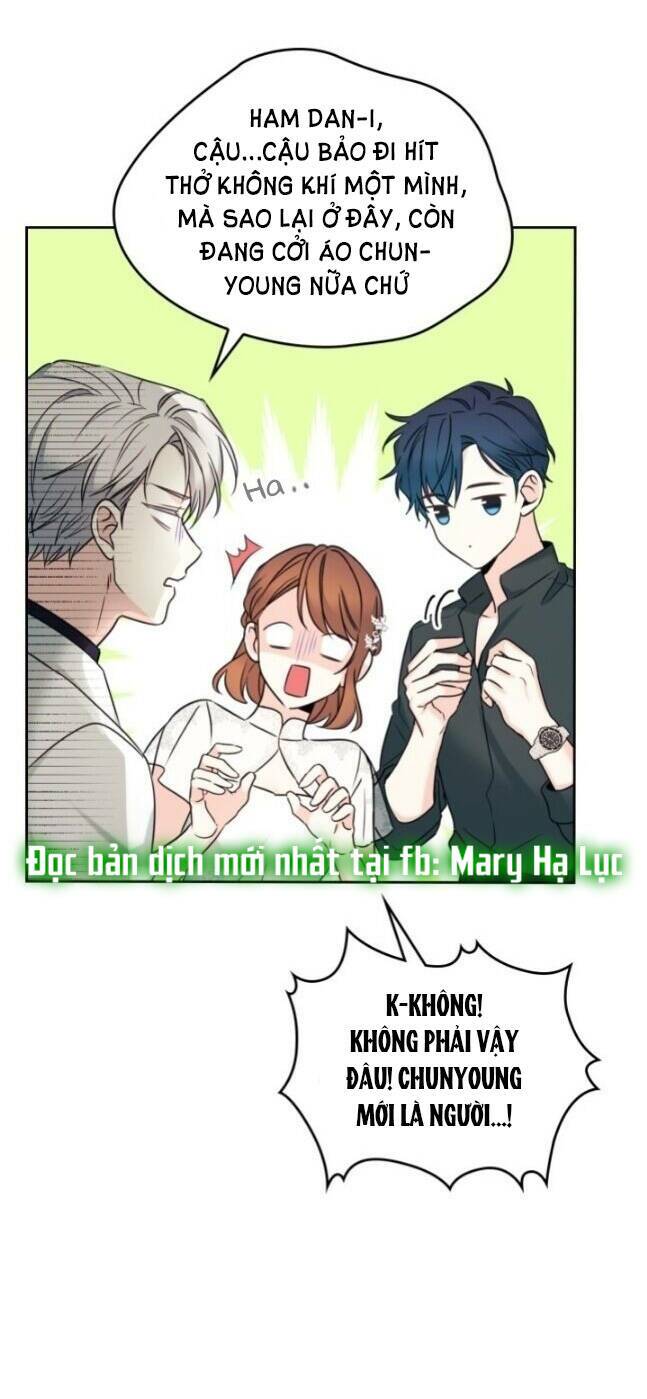 HAM DAN-I,
CẬU...CẬU BẢO ĐI HÍT
THỞ KHÔNG KHÍ MỘT MÌNH,
MÀ SAO LẠI Ở ĐÂY, CÒN
ĐANG CỞI ÁO CHUN-
YOUNG NỮA CHỨ
Ha..
Đọc bản dịch mới nhất tại fb: Mary Hạ Lục
K-KHÔNG!
KHÔNG PHẢI VẬY
ĐÂU! CHUNYOUNG
MỚI LÀ NGƯỜI...!